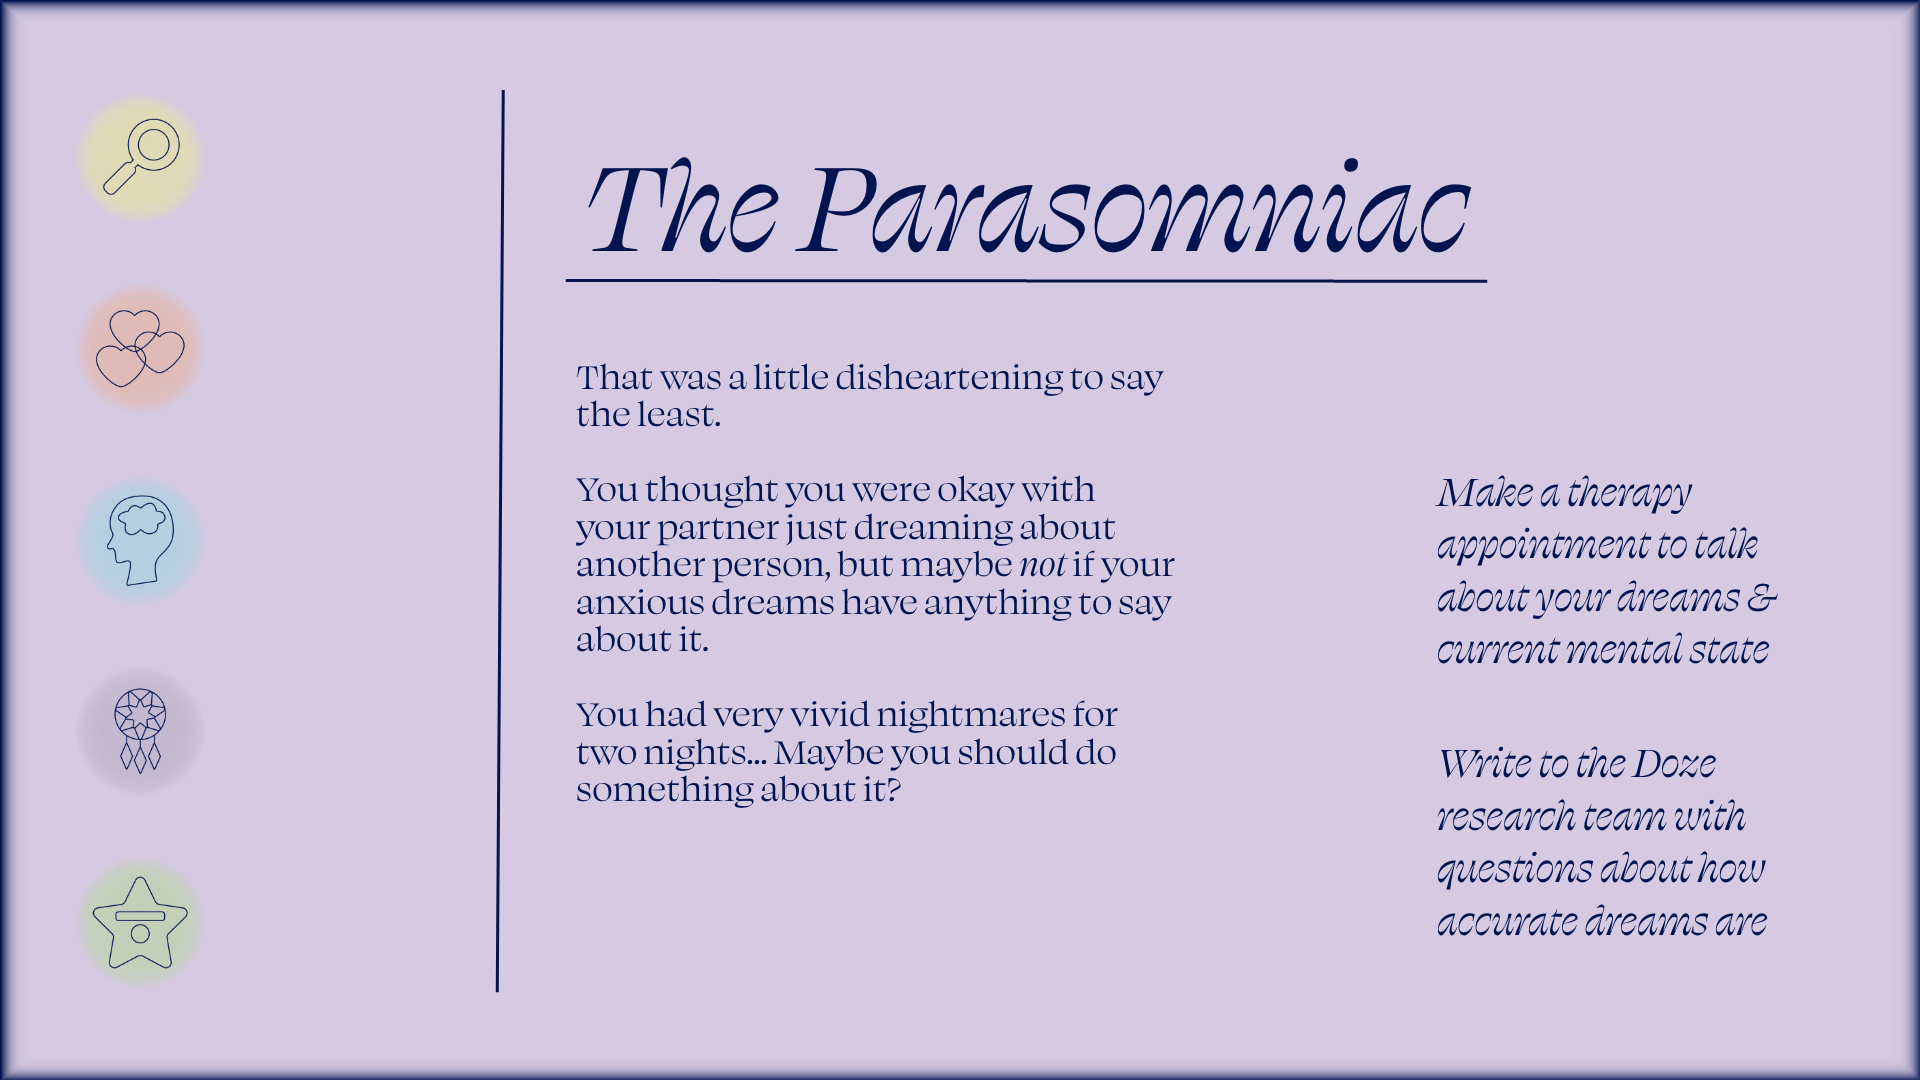 The Parasomniac
That was a little disheartening to say
the least.
You thought you were okay with
your partner just dreaming about
another person, but maybe not if your
anxious dreams have anything to say
about it.
You had very vivid nightmares for
two nights... Maybe you should do
something about it?
Make a therapy
appointment to talk
about your dreams &
current mental state
Write to the Doze
research team with
questions about how
accurate dreams are